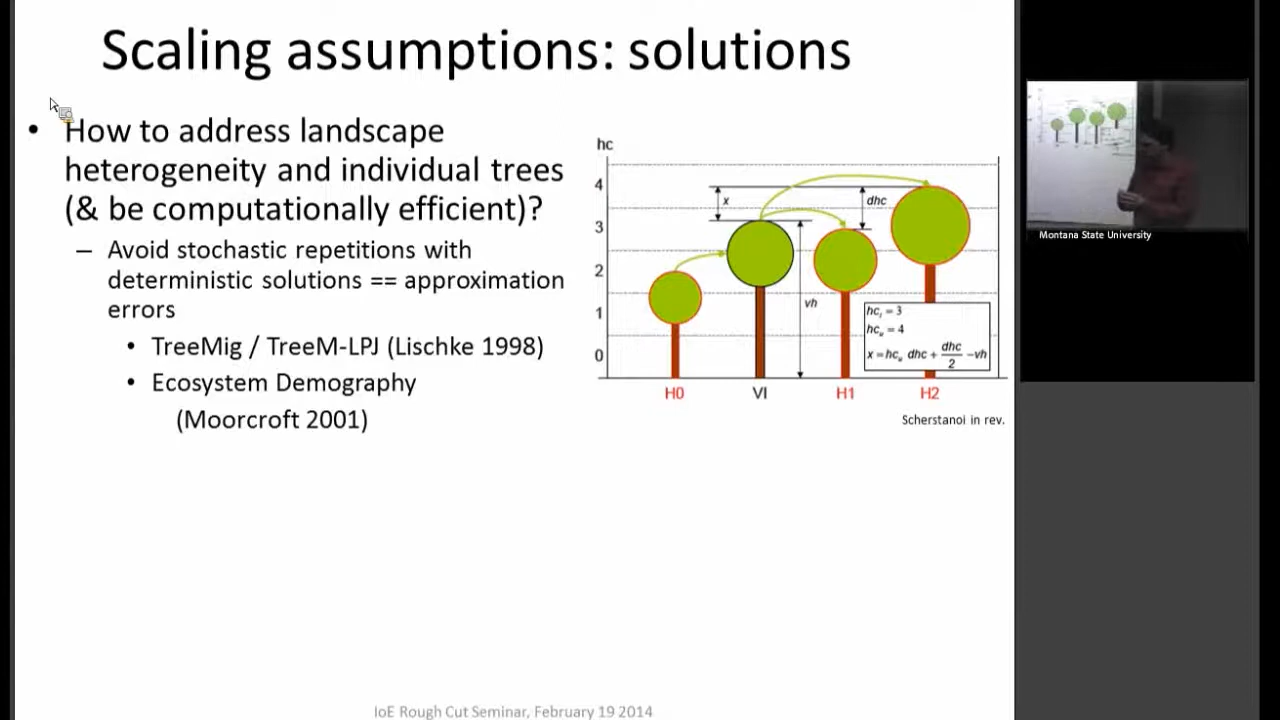 Scaling assumptions: solutions
• How to address landscape
heterogeneity and individual trees
(& be computationally efficient)?
– Avoid stochastic repetitions with
deterministic solutions == approximation
errors
• TreeMig / TreeM-LPJ (Lischke 1998)
• Ecosystem Demography
(Moorcroft 2001)
hc
4
3
2
1
0
x
dhc
vh
hcₗ = 3
hcᵤ = 4
x = hcᵤ dhc + dhc/2 – vh
H0 VI H1 H2
Scherstanoi in rev.
IoE Rough Cut Seminar, February 19 2014
Montana State University